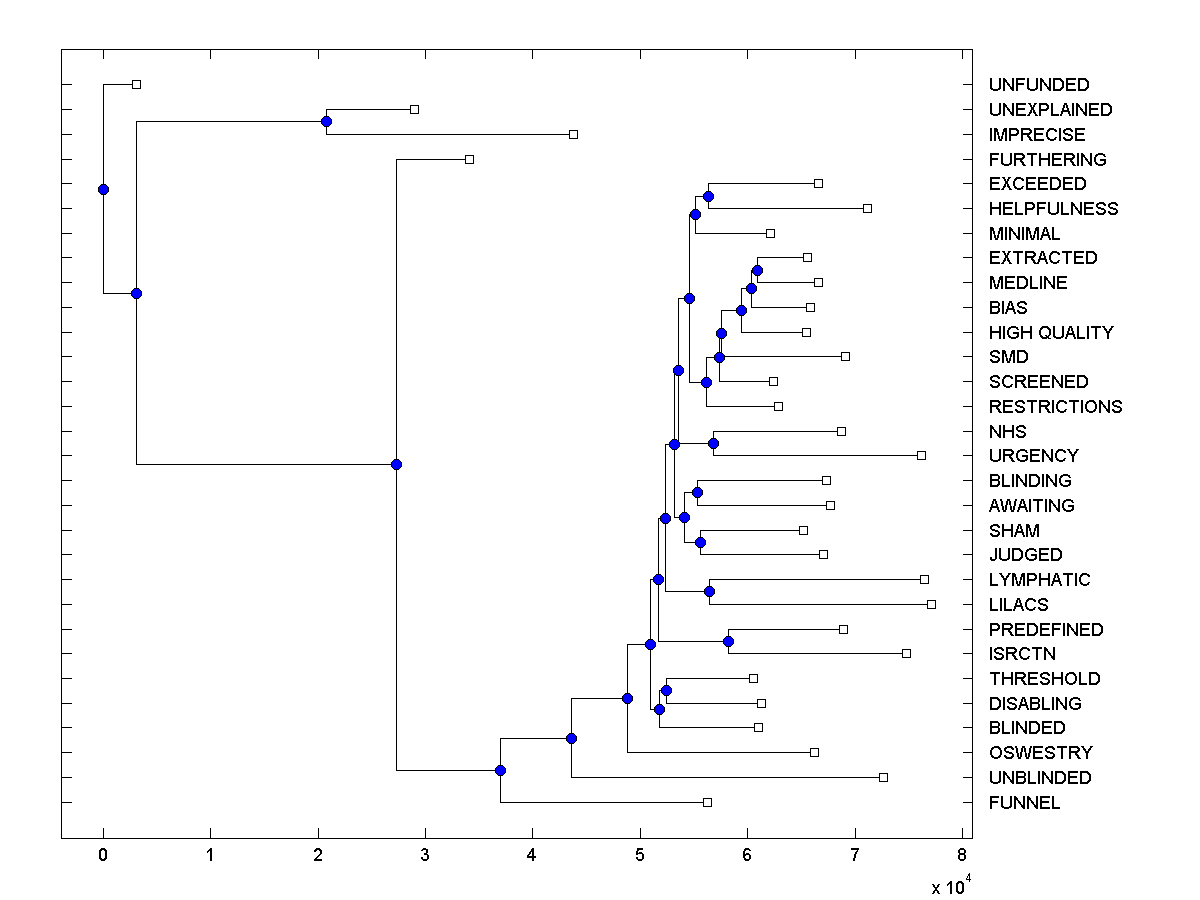 UNFUNDED
UNEXPLAINED
IMPRECISE
FURTHERING
EXCEEDED
HELPFULNESS
MINIMAL
EXTRACTED
MEDLINE
BIAS
HIGH QUALITY
SMD
SCREENED
RESTRICTIONS
NHS
URGENCY
BLINDING
AWAITING
SHAM
JUDGED
LYMPHATIC
LILACS
PREDEFINED
ISRCTN
THRESHOLD
DISABLING
BLINDED
OSWESTRY
UNBLINDED
FUNNEL
0 1 2 3 4 5 6 7 8
x 10^4